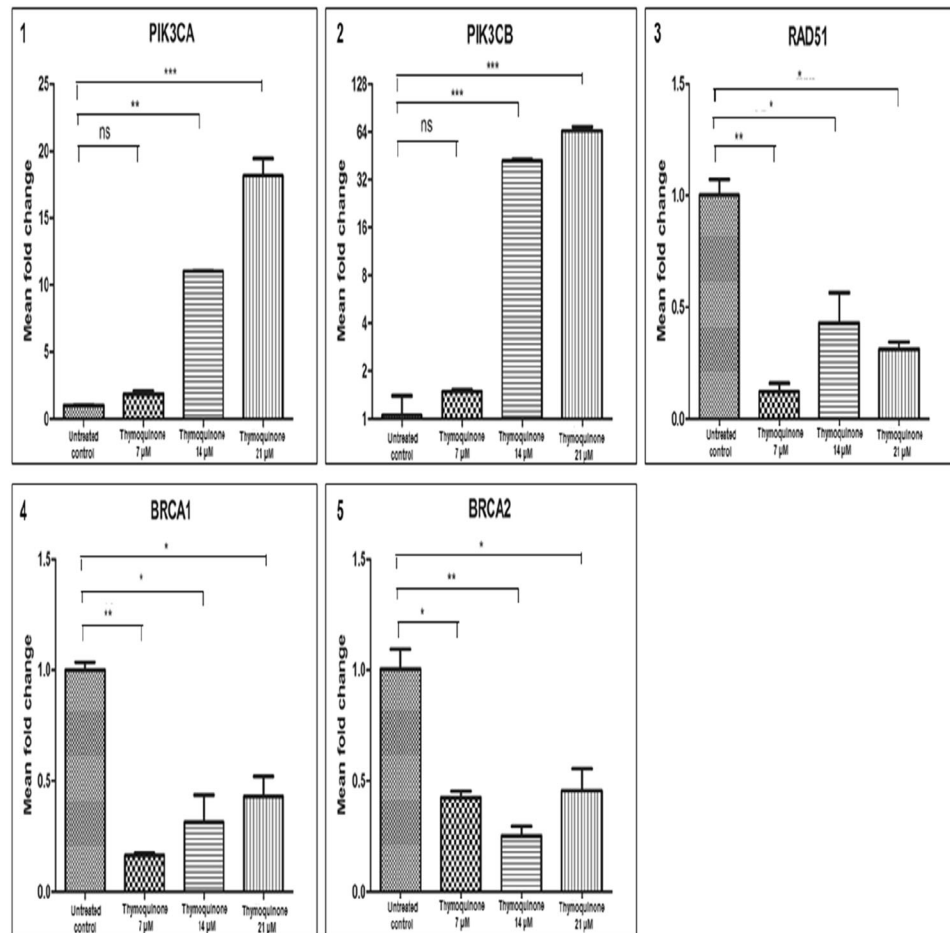 1
PIK3CA
Mean fold change
25
20
15
10
5
0
***
**
ns
Untreated control
Thymoquinone 7 µM
Thymoquinone 14 µM
Thymoquinone 21 µM
2
PIK3CB
Mean fold change
128
64
32
16
8
4
2
1
***
***
ns
Untreated control
Thymoquinone 7 µM
Thymoquinone 14 µM
Thymoquinone 21 µM
3
RAD51
Mean fold change
1.5
1.0
0.5
0.0
*
*
**
Untreated control
Thymoquinone 7 µM
Thymoquinone 14 µM
Thymoquinone 21 µM
4
BRCA1
Mean fold change
1.5
1.0
0.5
0.0
*
*
**
Untreated control
Thymoquinone 7 µM
Thymoquinone 14 µM
Thymoquinone 21 µM
5
BRCA2
Mean fold change
1.5
1.0
0.5
0.0
*
**
*
Untreated control
Thymoquinone 7 µM
Thymoquinone 14 µM
Thymoquinone 21 µM